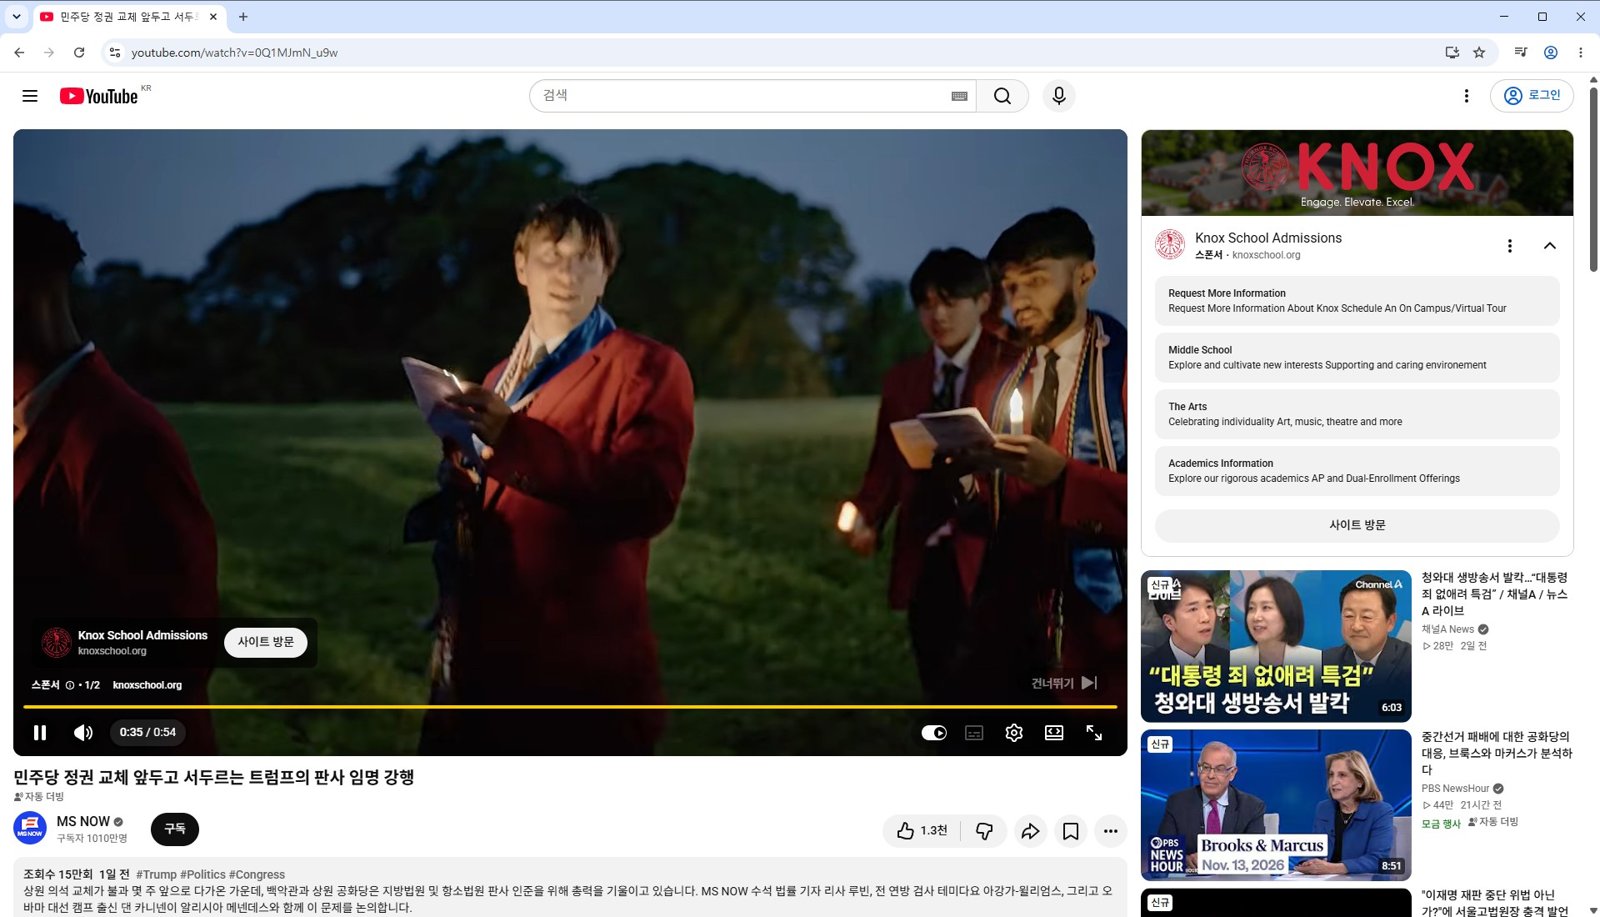 민주당 정권 교체 앞두고 서두르
youtube.com/watch?v=0Q1MJmN_u9w
YouTube KR
검색
로그인
KNOX
Engage. Elevate. Excel.
Knox School Admissions
스폰서 · knoxschool.org
Request More Information
Request More Information About Knox Schedule An On Campus/Virtual Tour
Middle School
Explore and cultivate new interests Supporting and caring environement
The Arts
Celebrating individuality Art, music, theatre and more
Academics Information
Explore our rigorous academics AP and Dual-Enrollment Offerings
사이트 방문
Knox School Admissions
knoxschool.org
사이트 방문
스폰서 · 1/2 knoxschool.org
건너뛰기
0:35 / 0:54
민주당 정권 교체 앞두고 서두르는 트럼프의 판사 임명 강행
자동 더빙
MS NOW
MS NOW
구독자 1010만명
구독
1.3천
조회수 15만회 1일 전 #Trump #Politics #Congress
상원 의석 교체가 불과 몇 주 앞으로 다가온 가운데, 백악관과 상원 공화당은 지방법원 및 항소법원 판사 인준을 위해 총력을 기울이고 있습니다. MS NOW 수석 법률 기자 리사 루빈, 전 연방 검사 테미다요 아강가-윌리엄스, 그리고 오
바마 대선 캠프 출신 댄 카니넨이 알리시아 메넨데스와 함께 이 문제를 논의합니다.
신규
라이브
Channel A
“대통령 죄 없애려 특검”
청와대 생방송서 발칵
6:03
청와대 생방송서 발칵...“대통령
죄 없애려 특검” / 채널A / 뉴스
A 라이브
채널A News
28만 2일 전
신규
PBS
NEWS
HOUR
Brooks & Marcus
Nov. 13, 2026
8:51
중간선거 패배에 대한 공화당의
대응, 브룩스와 마커스가 분석하
다
PBS NewsHour
44만 21시간 전
모금 행사 자동 더빙
신규
"이재명 재판 중단 위법 아닌
가?"에 서울고법원장 충격 발언